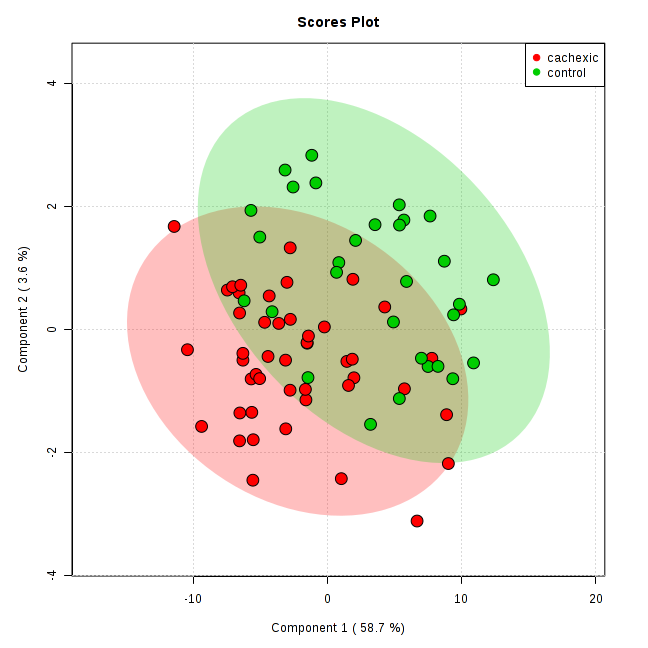 Scores Plot
cachexic
control
4
2
0
-2
-4
Component 2 ( 3.6 %)
-10
0
10
20
Component 1 ( 58.7 %)